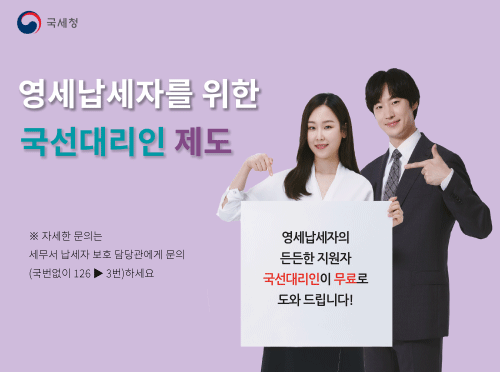 국세청
영세납세자를 위한
국선대리인 제도
※ 자세한 문의는
세무서 납세자 보호 담당관에게 문의
(국번없이 126 ▶ 3번)하세요
영세납세자의
든든한 지원자
국선대리인이 무료로
도와 드립니다!